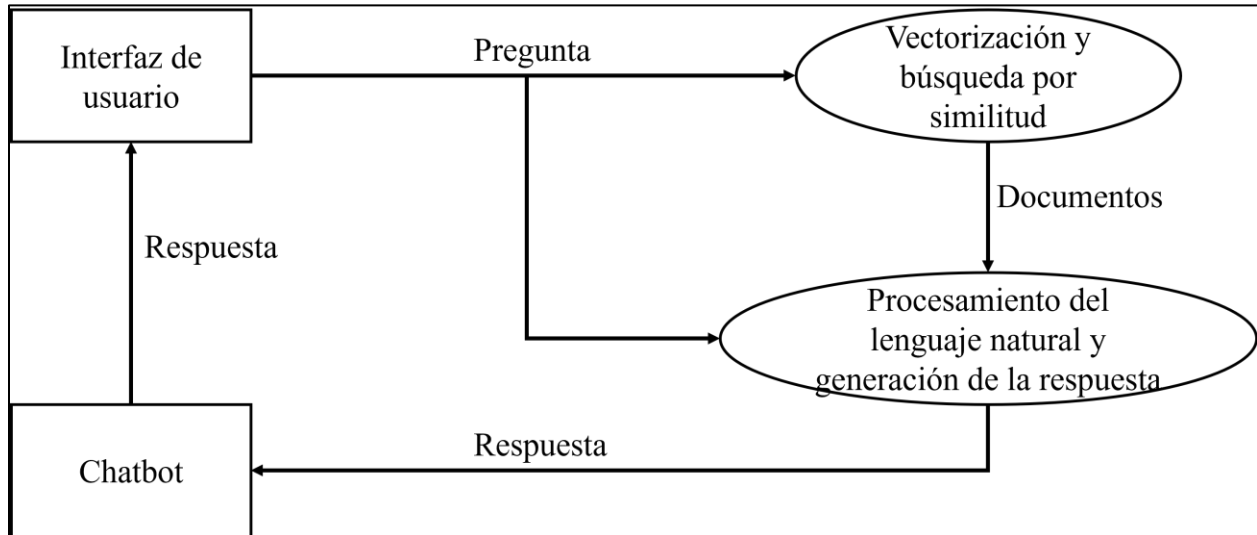 Interfaz de
usuario
Pregunta
Vectorización y
búsqueda por
similitud
Documentos
Respuesta
Procesamiento del
lenguaje natural y
generación de la respuesta
Respuesta
Chatbot